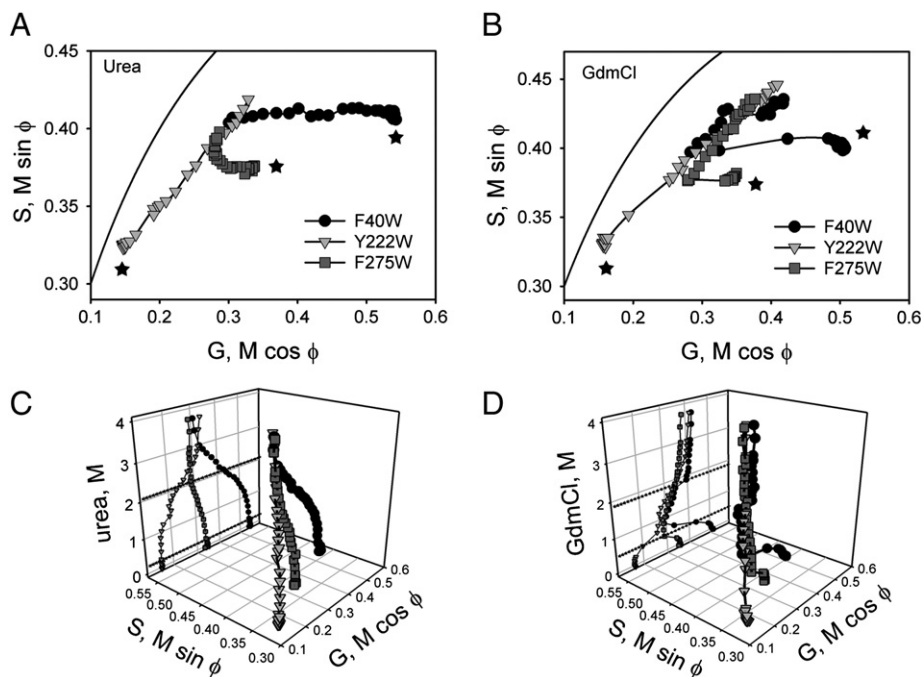 A
Urea
S, M sin ϕ
0.45
0.40
0.35
0.30
F40W
Y222W
F275W
0.1 0.2 0.3 0.4 0.5 0.6
G, M cos ϕ
B
GdmCl
S, M sin ϕ
0.45
0.40
0.35
0.30
F40W
Y222W
F275W
0.1 0.2 0.3 0.4 0.5 0.6
G, M cos ϕ
C
urea, M
4
3
2
1
0
0.55
0.50
0.45
0.40
0.35
0.30
S, M sin ϕ
0.1
0.2
0.3
0.4
0.5
0.6
G, M cos ϕ
D
GdmCl, M
4
3
2
1
0
0.55
0.50
0.45
0.40
0.35
0.30
S, M sin ϕ
0.1
0.2
0.3
0.4
0.5
0.6
G, M cos ϕ